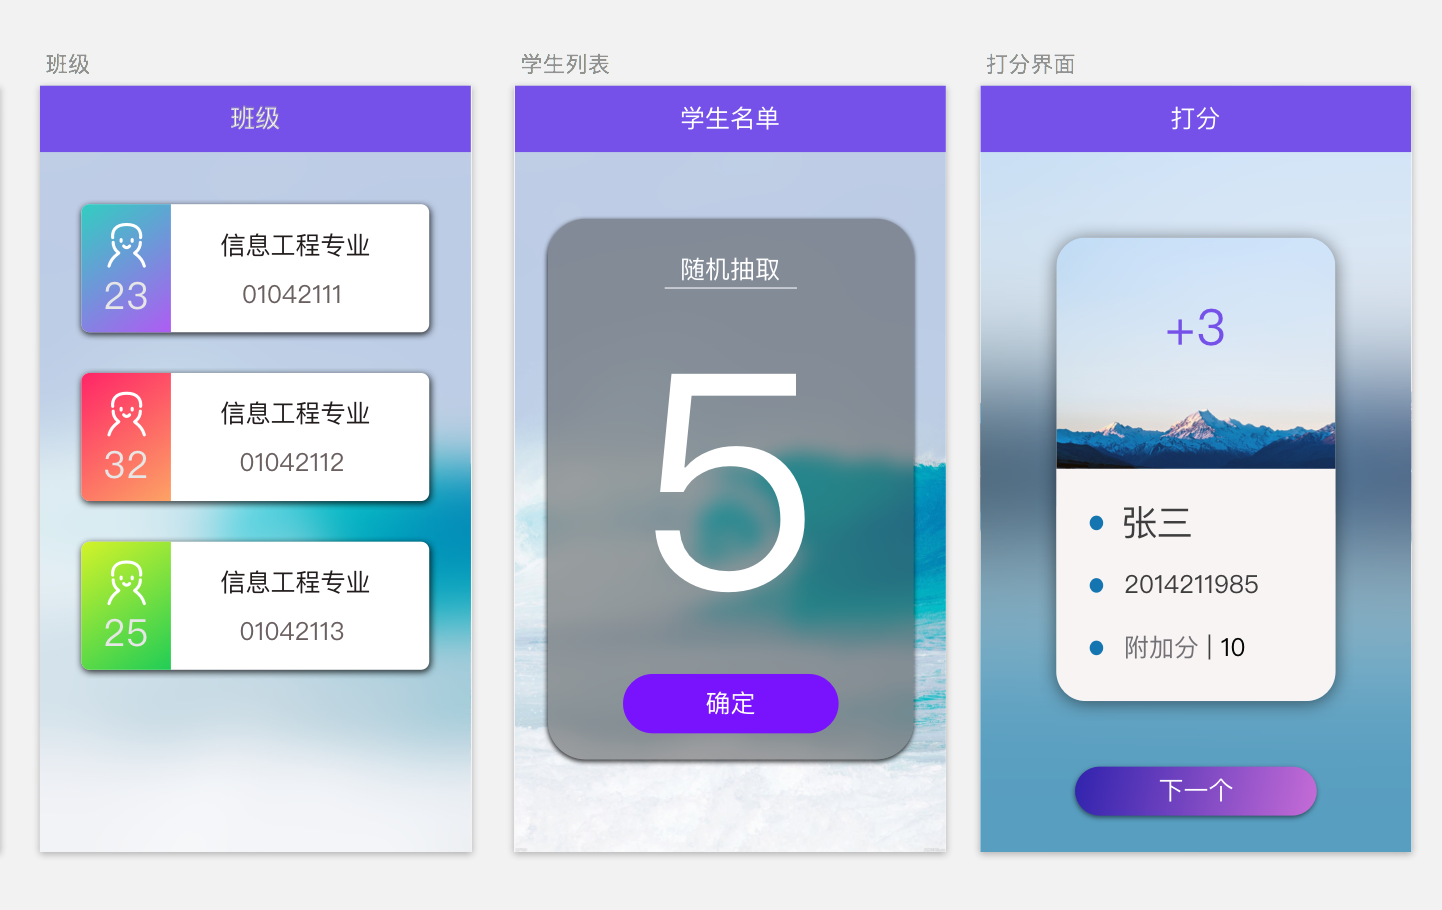 班级
班级
23
信息工程专业
01042111
32
信息工程专业
01042112
25
信息工程专业
01042113
学生列表
学生名单
随机抽取
5
确定
打分界面
打分
+3
张三
2014211985
附加分 | 10
下一个